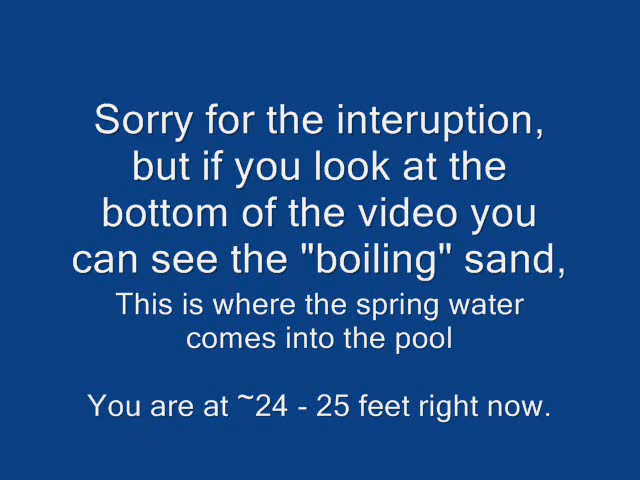 Sorry for the interuption,
but if you look at the
bottom of the video you
can see the "boiling" sand,
This is where the spring water
comes into the pool
You are at ~24 - 25 feet right now.